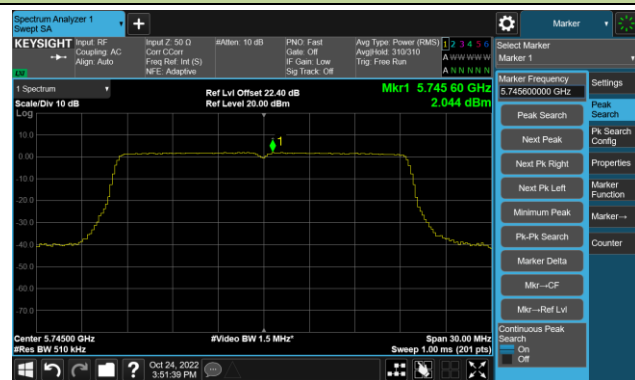 Spectrum Analyzer 1
Swept SA
+
Marker
KEYSIGHT
Input: RF
Coupling: AC
Align: Auto
Input Z: 50 Ω
Corr CCorr
Freq Ref: Int (S)
NFE: Adaptive
#Atten: 10 dB
PNO: Fast
Gate: Off
IF Gain: Low
Sig Track: Off
Avg Type: Power (RMS)
Avg|Hold: 310/310
Trig: Free Run
1 2 3 4 5 6
A WW WW W
A N N N N N
LXI
Select Marker
Marker 1
1 Spectrum
Scale/Div 10 dB
Log
Ref Lvl Offset 22.40 dB
Ref Level 20.00 dBm
Mkr1 5.745 60 GHz
2.044 dBm
10.0
0.00
-10.0
-20.0
-30.0
-40.0
-50.0
-60.0
-70.0
1
Center 5.74500 GHz
#Res BW 510 kHz
#Video BW 1.5 MHz*
Span 30.00 MHz
Sweep 1.00 ms (201 pts)
Marker Frequency
5.745600000 GHz
Peak Search
Next Peak
Next Pk Right
Next Pk Left
Minimum Peak
Pk-Pk Search
Marker Delta
Mkr→CF
Mkr→Ref Lvl
Continuous Peak
Search
On
Off
Settings
Peak
Search
Pk Search
Config
Properties
Marker
Function
Marker→
Counter
?
Oct 24, 2022
3:51:39 PM